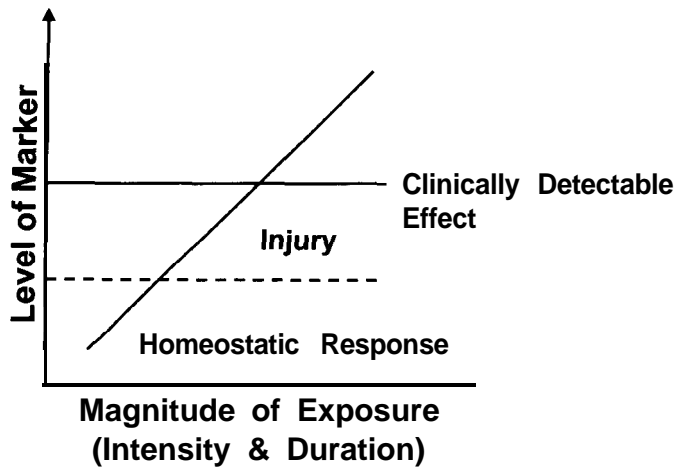 Level of Marker
Clinically Detectable
Effect
Injury
Homeostatic Response
Magnitude of Exposure
(Intensity & Duration)